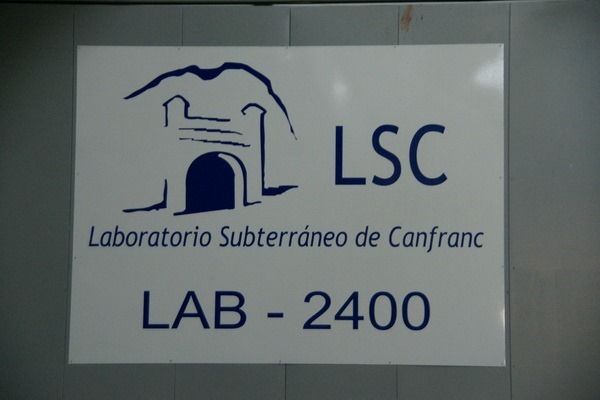 LSC
Laboratorio Subterráneo de Canfranc
LAB - 2400